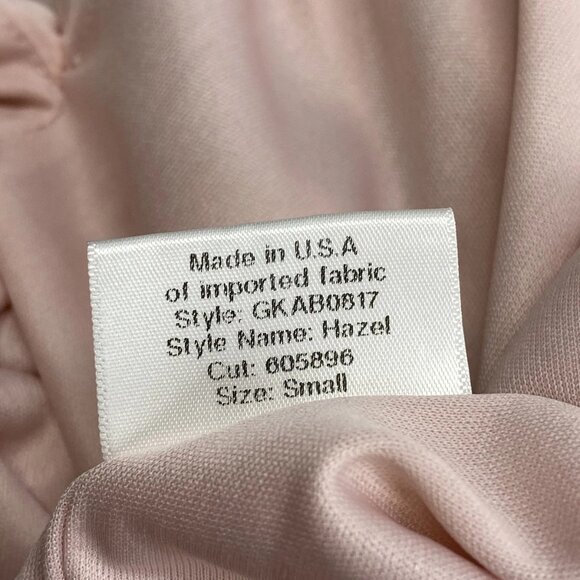 Made in U.S.A
of imported fabric
Style: GKAB0817
Style Name: Hazel
Cut: 605896
Size: Small